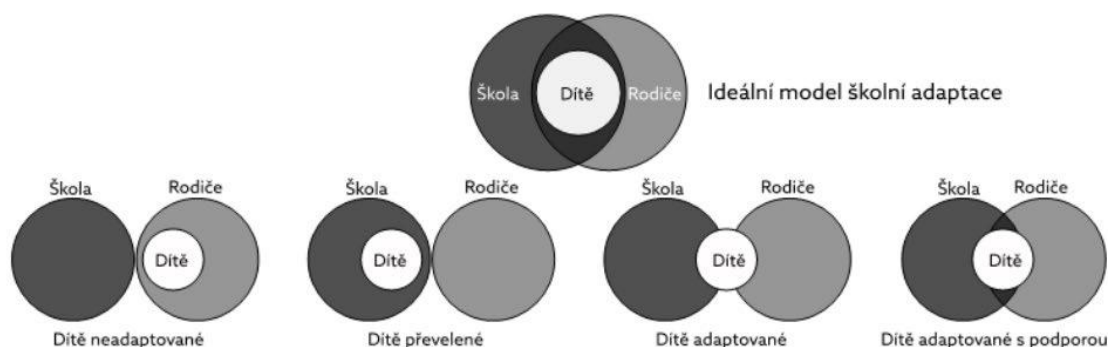 Škola
Dítě
Rodiče
Ideální model školní adaptace
Škola
Rodiče
Dítě
Dítě neadaptované
Škola
Rodiče
Dítě
Dítě převelené
Škola
Rodiče
Dítě
Dítě adaptované
Škola
Rodiče
Dítě
Dítě adaptované s podporou